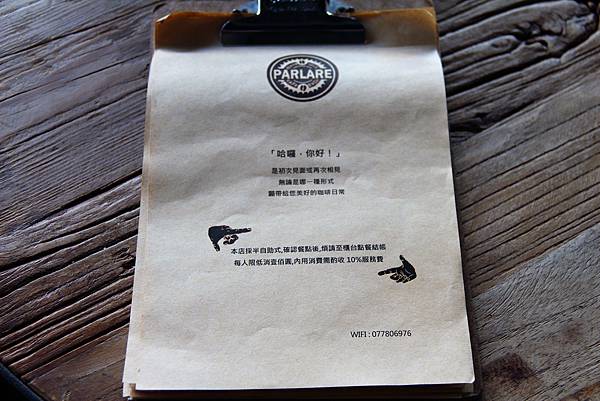 PARLARE
「哈囉，你好！」
是初次見面或再次相見
無論是哪一種形式
願帶給您美好的咖啡日常
本店採半自助式,確認餐點後,煩請至櫃台點餐結帳
每人限低消壹佰圓,內用消費需酌收 10%服務費
WIFI : 077806976